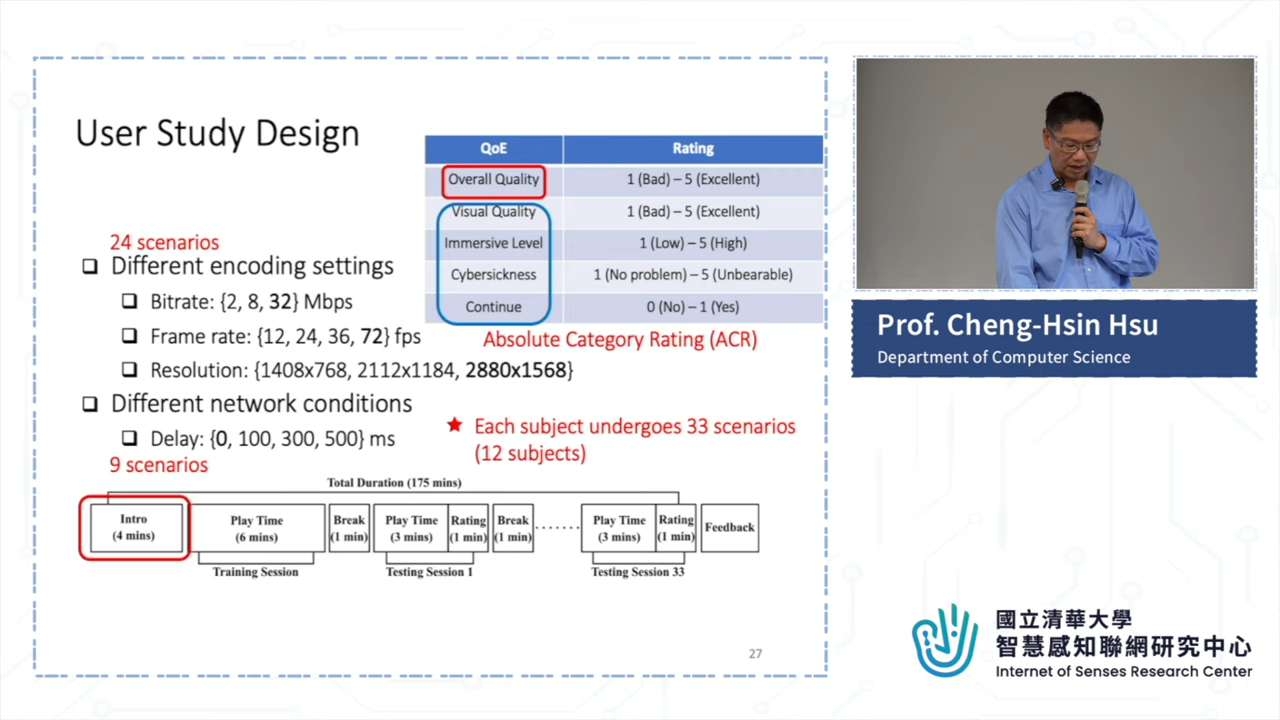 User Study Design
QoE Rating
Overall Quality 1 (Bad) – 5 (Excellent)
Visual Quality 1 (Bad) – 5 (Excellent)
Immersive Level 1 (Low) – 5 (High)
Cybersickness 1 (No problem) – 5 (Unbearable)
Continue 0 (No) – 1 (Yes)
Absolute Category Rating (ACR)
24 scenarios
Different encoding settings
Bitrate: {2, 8, 32} Mbps
Frame rate: {12, 24, 36, 72} fps
Resolution: {1408x768, 2112x1184, 2880x1568}
Different network conditions
Delay: {0, 100, 300, 500} ms
9 scenarios
★ Each subject undergoes 33 scenarios
(12 subjects)
Total Duration (175 mins)
Intro
(4 mins)
Play Time
(6 mins)
Break
(1 min)
Play Time
(3 mins)
Rating
(1 min)
Break
(1 min)
.......
Play Time
(3 mins)
Rating
(1 min)
Feedback
Training Session
Testing Session 1
Testing Session 33
27
Prof. Cheng-Hsin Hsu
Department of Computer Science
國立清華大學
智慧感知聯網研究中心
Internet of Senses Research Center